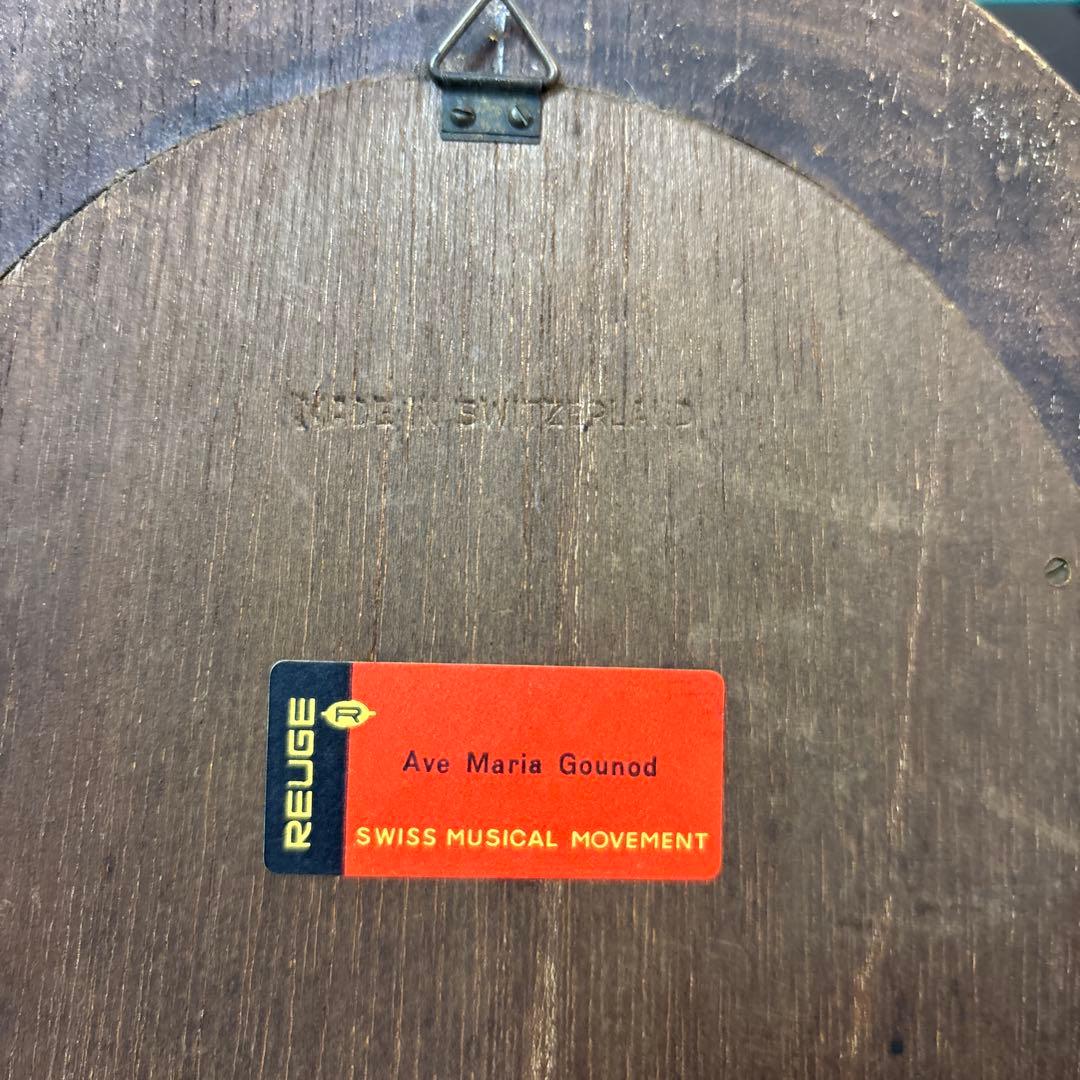 MADE IN SWITZERLAND
REUGE
R
Ave Maria Gounod
SWISS MUSICAL MOVEMENT